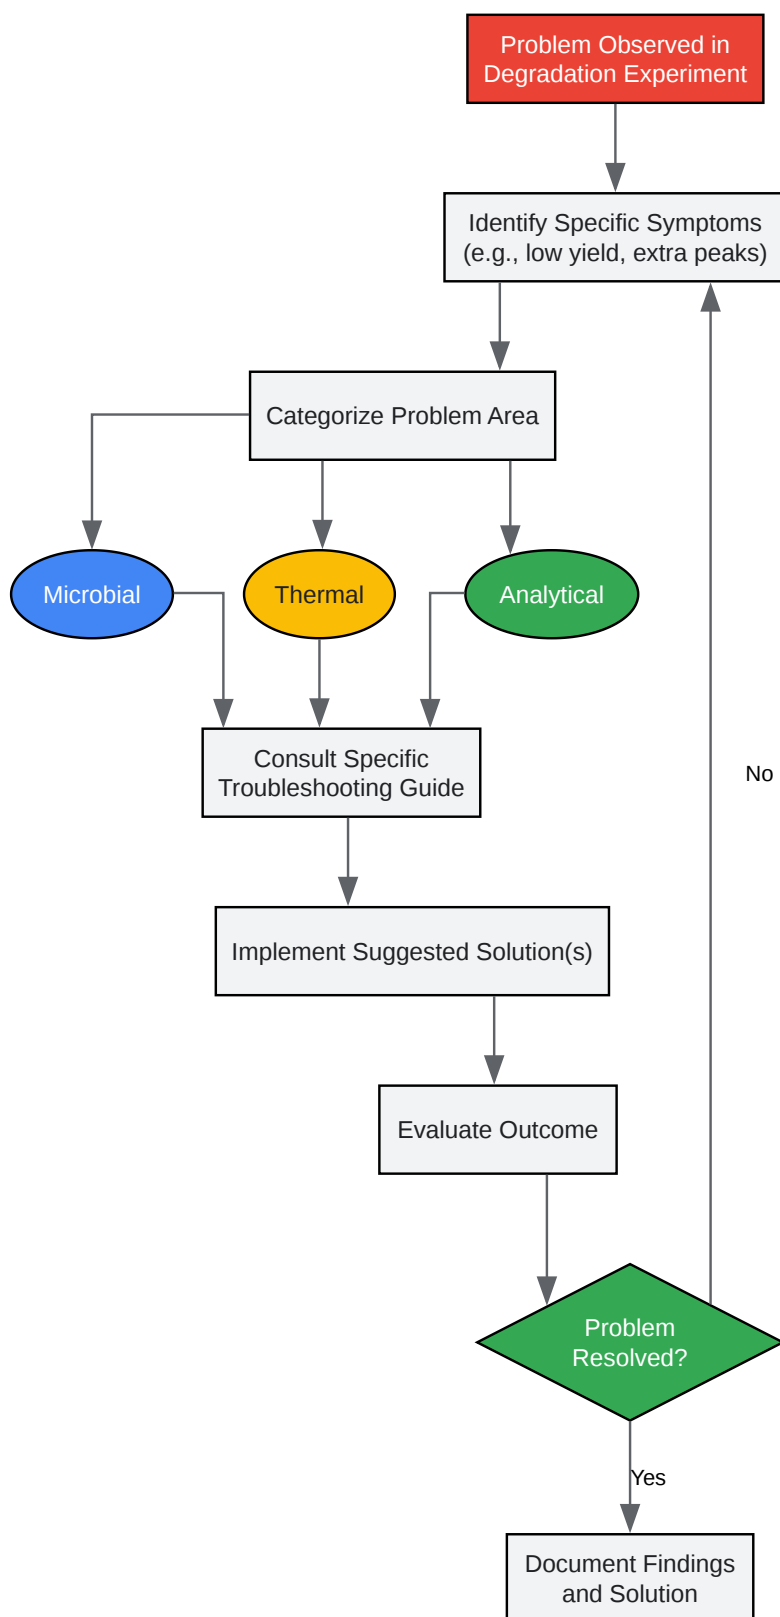 Problem Observed in
Degradation Experiment
Identify Specific Symptoms
(e.g., low yield, extra peaks)
Categorize Problem Area
Microbial
Thermal
Analytical
Consult Specific
Troubleshooting Guide
No
Implement Suggested Solution(s)
Evaluate Outcome
Problem
Resolved?
Yes
Document Findings
and Solution